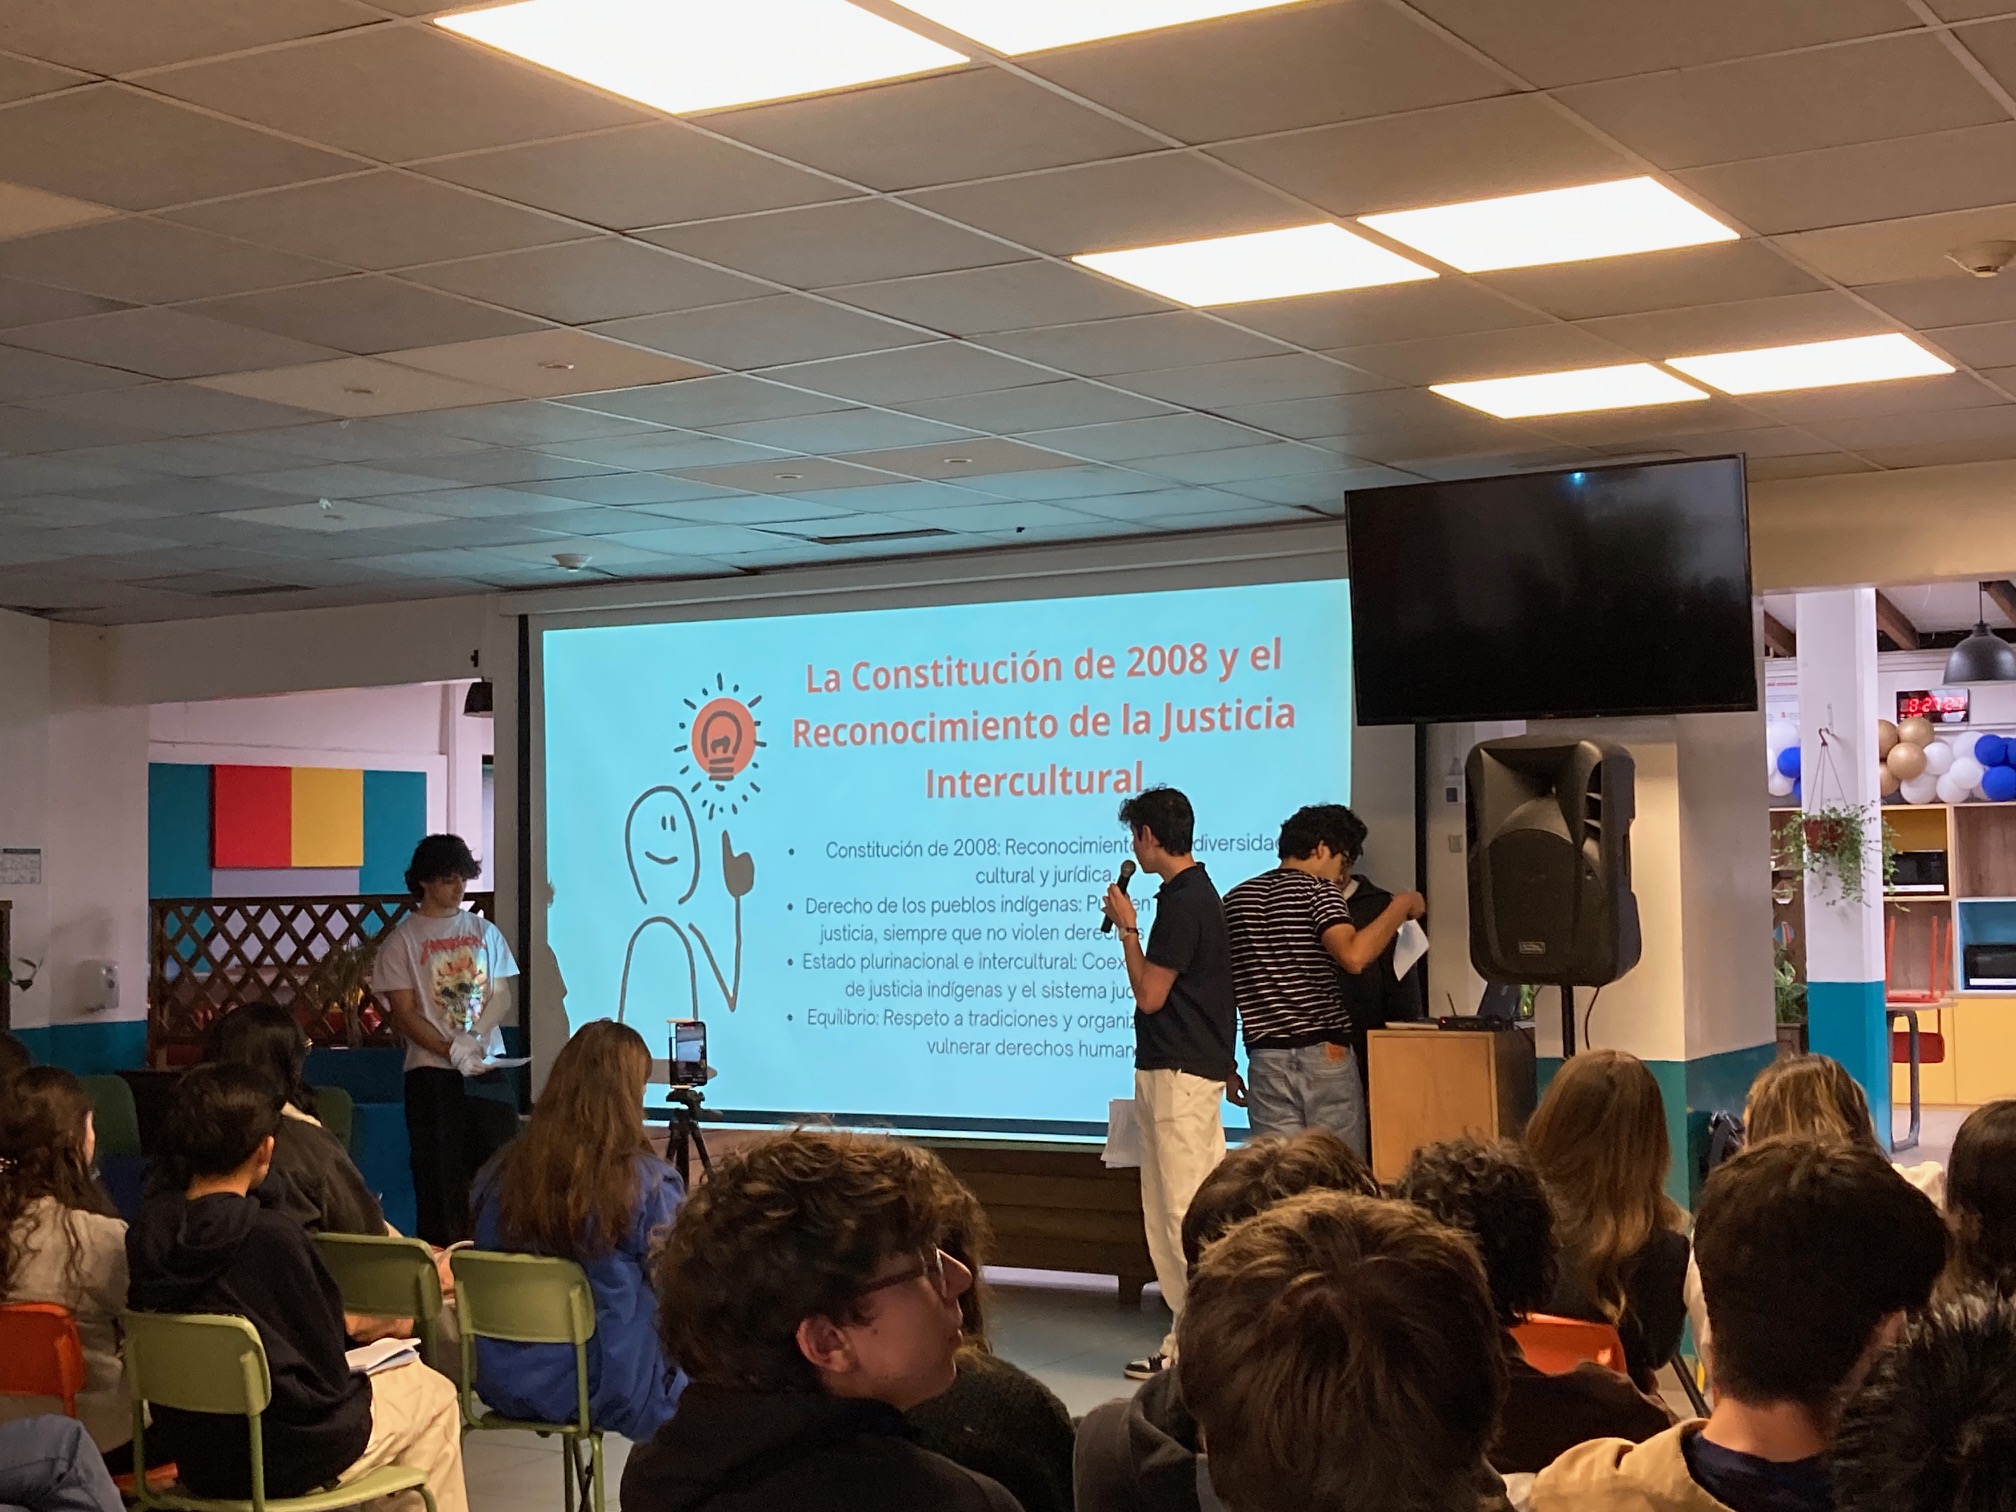 La Constitución de 2008 y el
Reconocimiento de la Justicia
Intercultural
• Constitución de 2008: Reconocimiento diversidad
cultural y jurídica.
• Derecho de los pueblos indígenas:
justicia, siempre que no violen derechos
• Estado plurinacional e intercultural:
de justicia indígenas y el sistema
• Equilibrio: Respeto a tradiciones y
vulnerar derechos